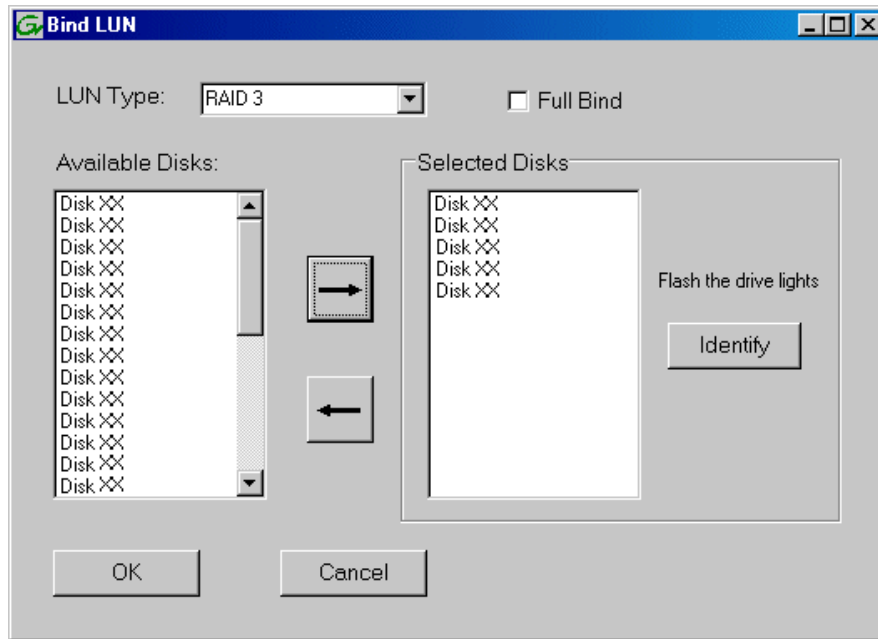 Bind LUN
LUN Type:
RAID 3
Full Bind
Available Disks:
Disk XX
Disk XX
Disk XX
Disk XX
Disk XX
Disk XX
Disk XX
Disk XX
Disk XX
Disk XX
Disk XX
Disk XX
Disk XX
Disk XX
Selected Disks
Disk XX
Disk XX
Disk XX
Disk XX
Disk XX
Flash the drive lights
Identify
OK
Cancel